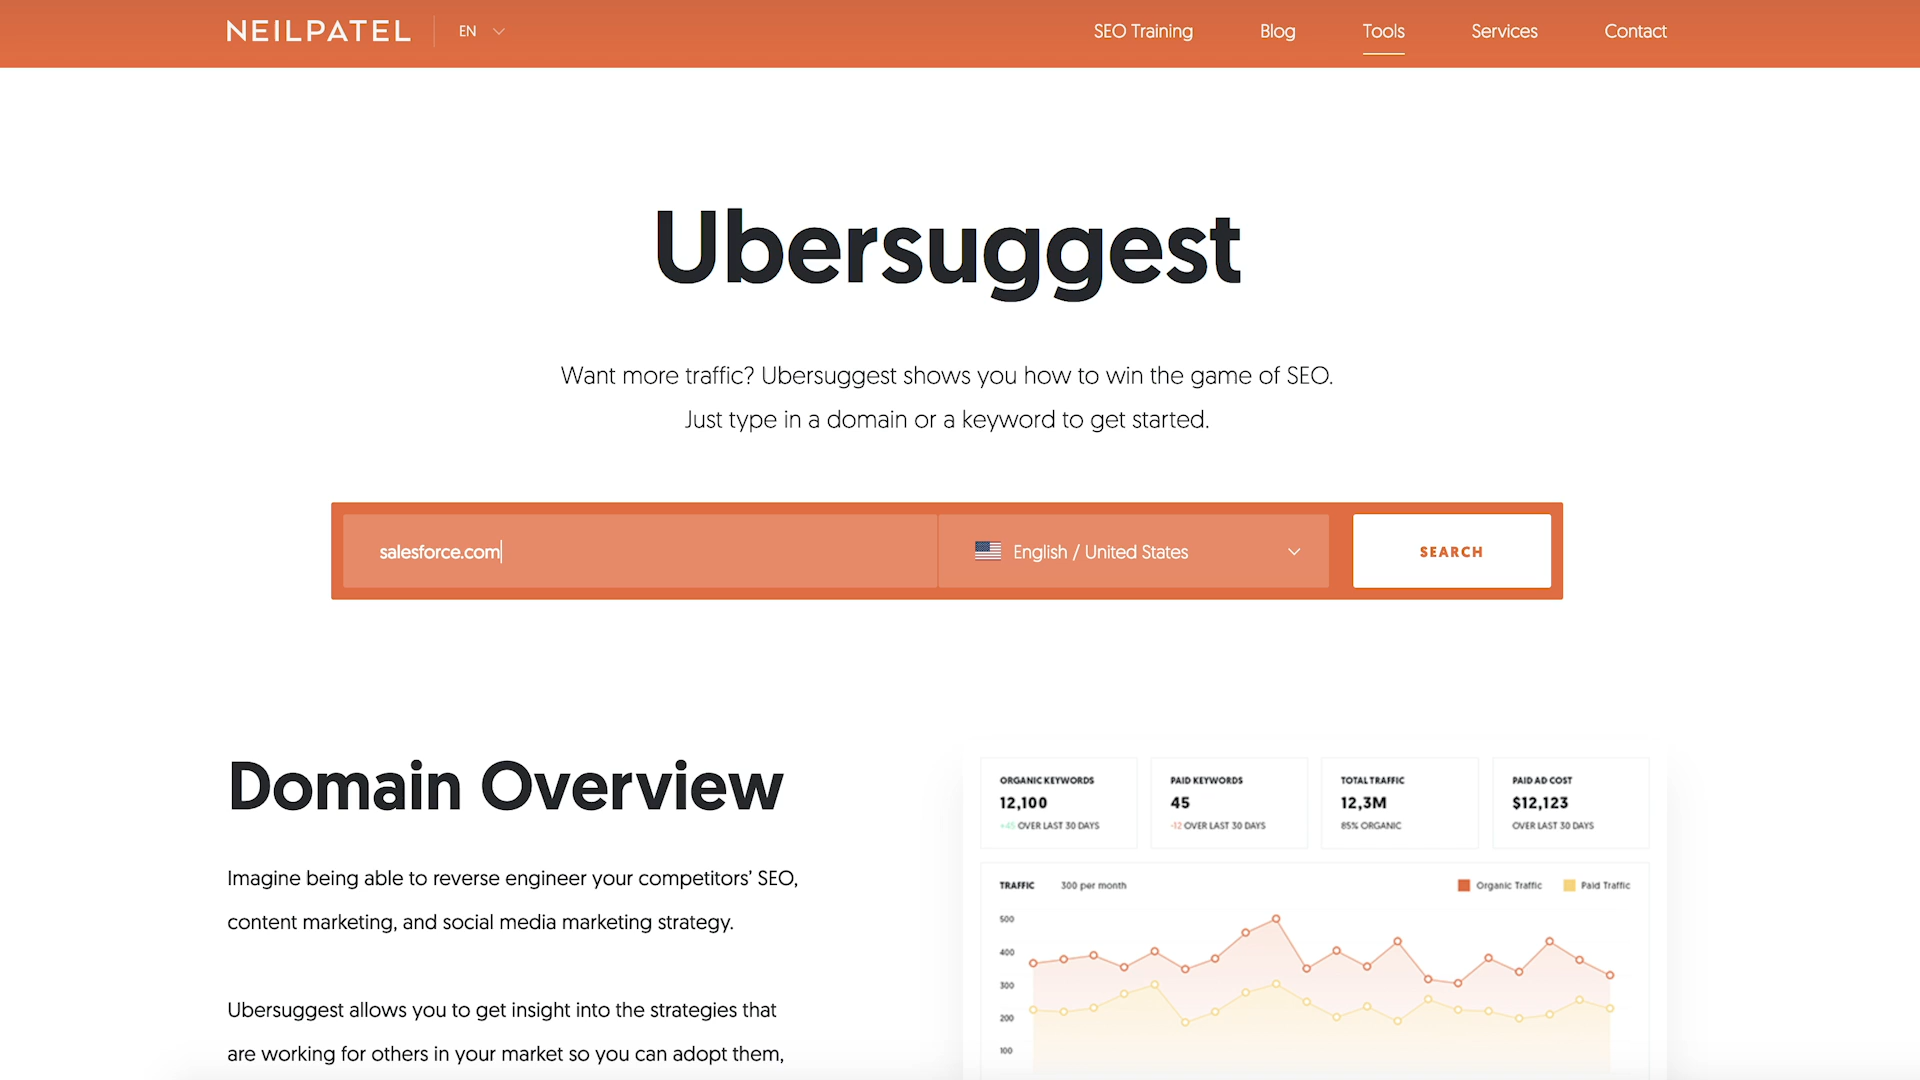 NEILPATEL
EN
SEO Training
Blog
Tools
Services
Contact
Ubersuggest
Want more traffic? Ubersuggest shows you how to win the game of SEO.
Just type in a domain or a keyword to get started.
salesforce.com
English / United States
SEARCH
Domain Overview
Imagine being able to reverse engineer your competitors’ SEO,
content marketing, and social media marketing strategy.
Ubersuggest allows you to get insight into the strategies that
are working for others in your market so you can adopt them,
ORGANIC KEYWORDS
12,100
+45 OVER LAST 30 DAYS
PAID KEYWORDS
45
-12 OVER LAST 30 DAYS
TOTAL TRAFFIC
12,3M
85% ORGANIC
PAID AD COST
$12,123
OVER LAST 30 DAYS
TRAFFIC
300 per month
Organic Traffic
Paid Traffic
500
400
300
200
100